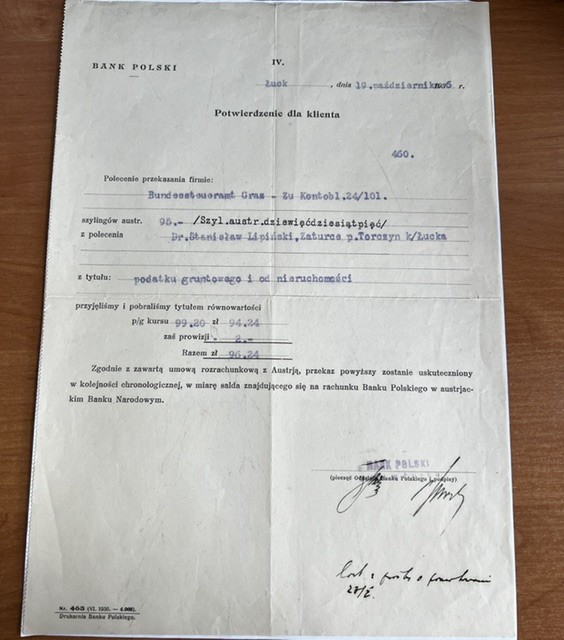 BANK POLSKI
IV.
Łuck, dnia 19.października 6 r.
Potwierdzenie dla klienta
460.
Polecenie przekazania firmie:
Bundessteueramt Graz - Zu Kontobl.24/101.
szylingów austr. 95.- /Szyl.austr.dziewięćdziesiątpięć/
z polecenia Dr.Stanisław Lipiński,Zaturce p.Torczyn k/Łucka
z tytułu: podatku gruntowego i od nieruchomości
przyjęliśmy i pobraliśmy tytułem równowartości
p/g kursu 99.20 zł 94.24
zaś prowizji - 2.-
Razem zł 96.24
Zgodnie z zawartą umową rozrachunkową z Austrją, przekaz powyższy zostanie uskuteczniony
w kolejności chronologicznej, w miarę salda znajdującego się na rachunku Banku Polskiego w austrjac-
kim Banku Narodowym.
BANK POLSKI
(pieczęć Oddziału Banku Polskiego i podpisy)
Nr. 463 (VI. 1936. — 4.000).
Drukarnia Banku Polskiego.